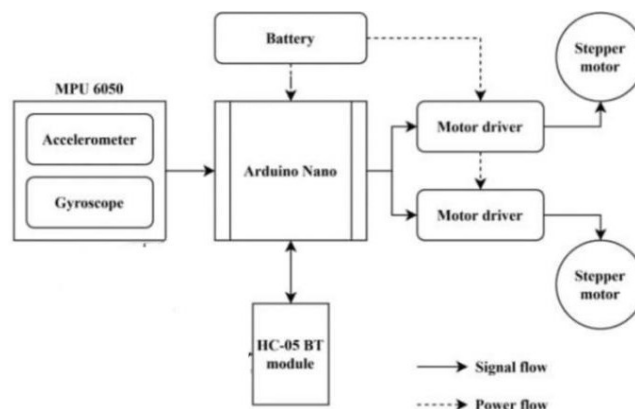 Battery
Stepper
motor
MPU 6050
Accelerometer
Gyroscope
Arduino Nano
Motor driver
Motor driver
Stepper
motor
HC-05 BT
module
Signal flow
Power flow